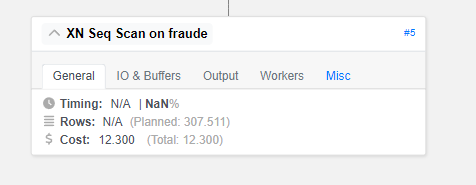 XN Seq Scan on fraude #5
General IO & Buffers Output Workers Misc
Timing: N/A | NaN%
Rows: N/A (Planned: 307.511)
$ Cost: 12.300 (Total: 12.300)